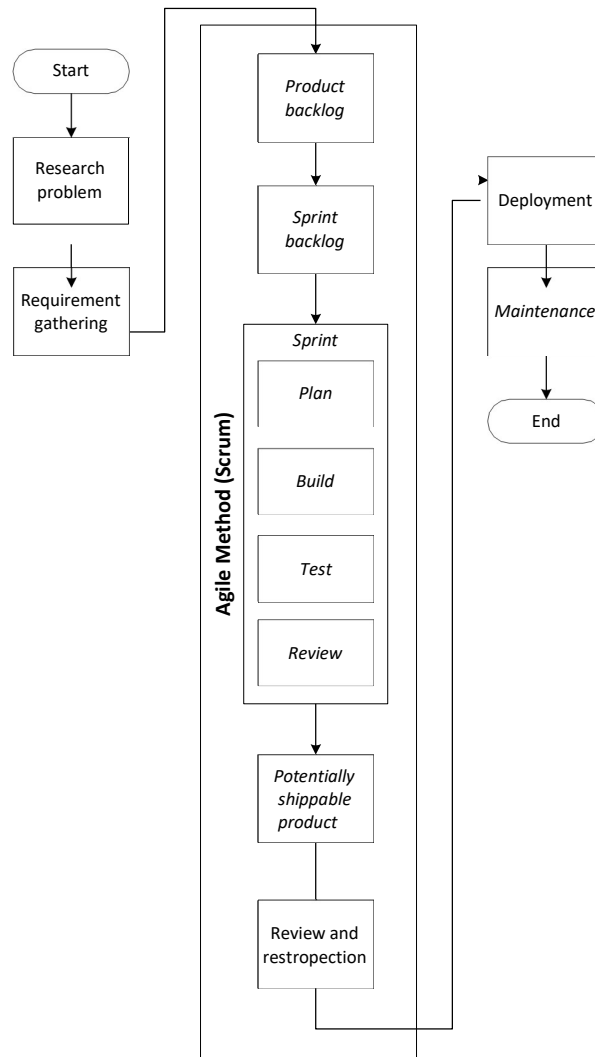 Start
Research
problem
Requirement
gathering
Agile Method (Scrum)
Product
backlog
Sprint
backlog
Sprint
Plan
Build
Test
Review
Potentially
shippable
product
Review and
restropection
Deployment
Maintenance
End